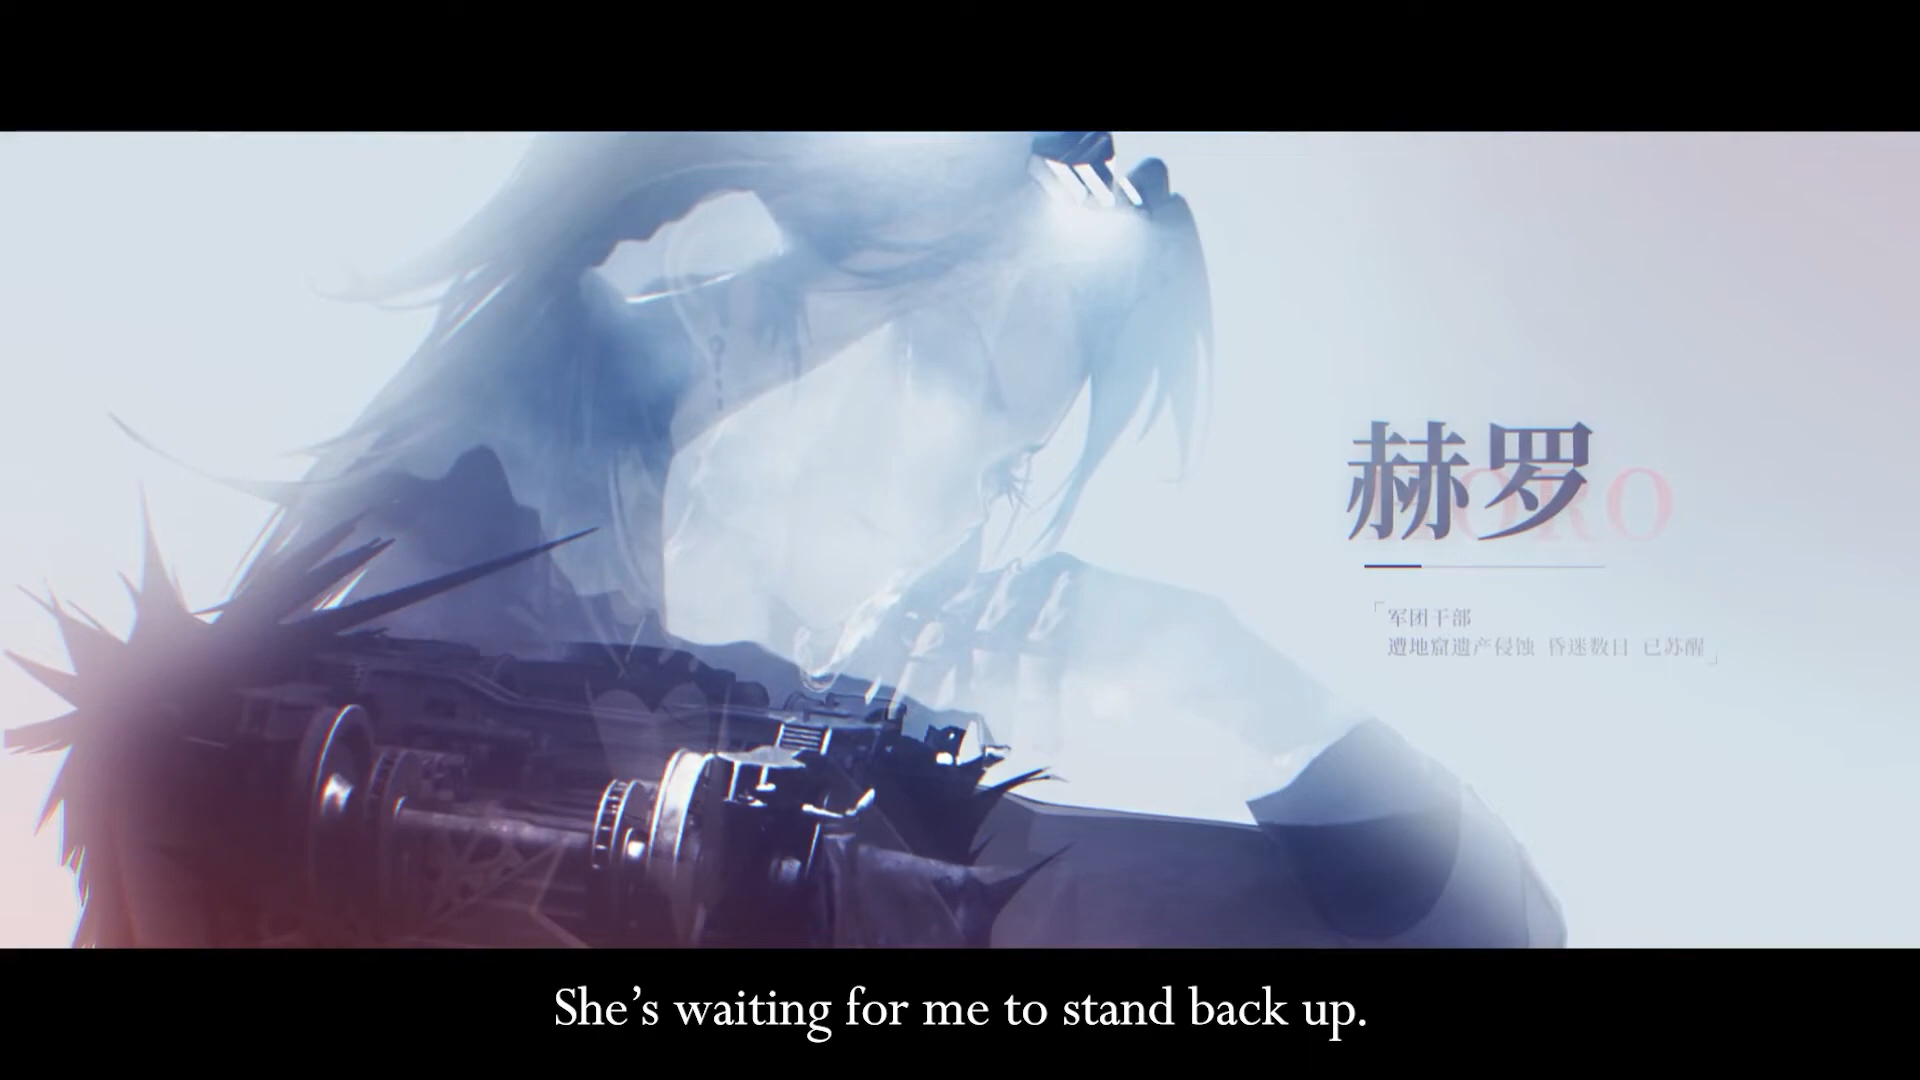 赫罗
「军团干部
遭地窟遗产侵蚀 昏迷数日 已苏醒」
She’s waiting for me to stand back up.